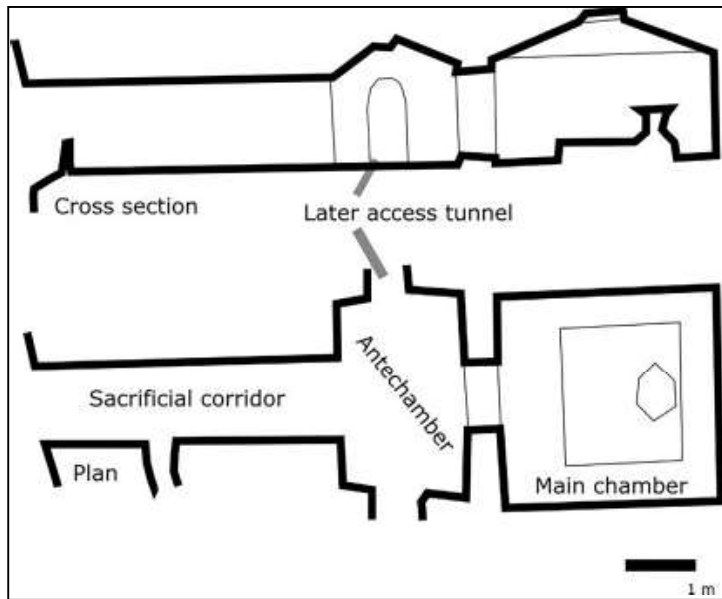 Cross section
Later access tunnel
Sacrificial corridor
Antechamber
Plan
Main chamber
1 m